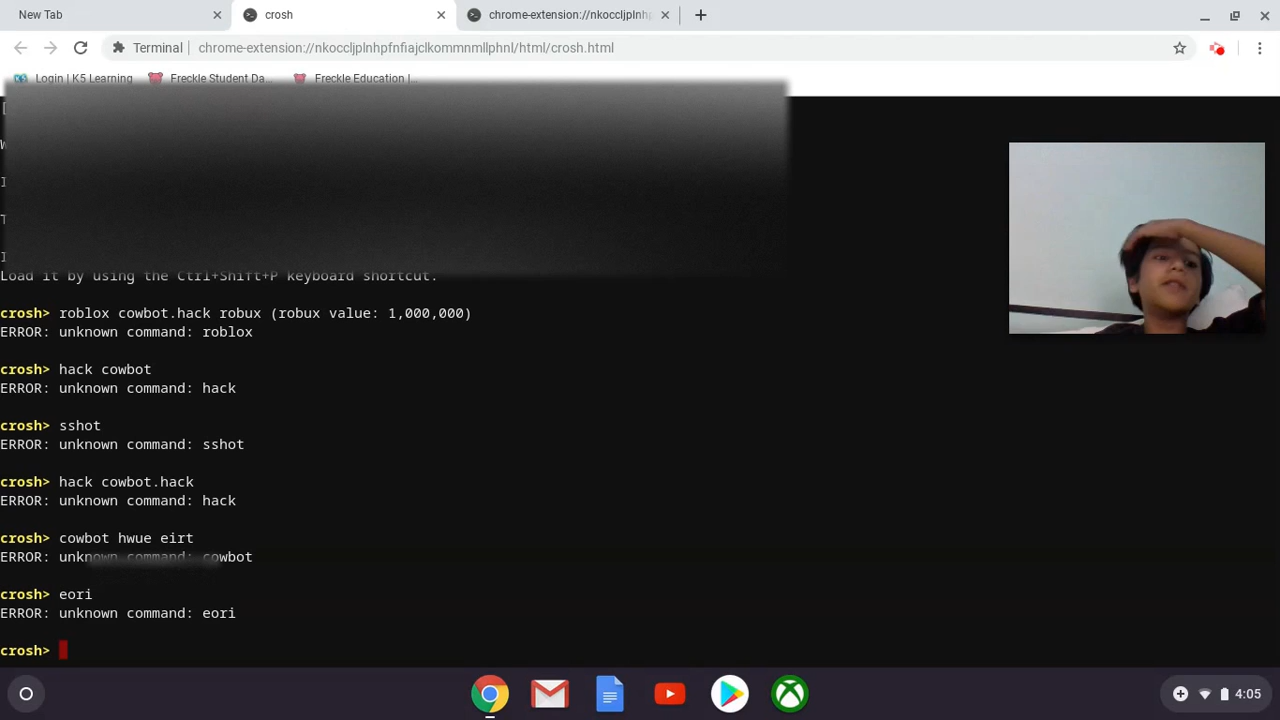 New Tab
crosh
chrome-extension://nkoccljplnhp
Terminal chrome-extension://nkoccljplnhpfnfiajclkommnmllphnl/html/crosh.html
Login | K5 Learning Freckle Student Da... Freckle Education |...
Load it by using the Ctrl+Shift+P keyboard shortcut.
crosh> roblox cowbot.hack robux (robux value: 1,000,000)
ERROR: unknown command: roblox
crosh> hack cowbot
ERROR: unknown command: hack
crosh> sshot
ERROR: unknown command: sshot
crosh> hack cowbot.hack
ERROR: unknown command: hack
crosh> cowbot hwue eirt
ERROR: unknown command: cowbot
crosh> eori
ERROR: unknown command: eori
crosh>
4:05